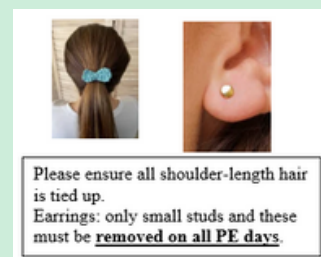 Please ensure all shoulder-length hair
is tied up.
Earrings: only small studs and these
must be removed on all PE days.